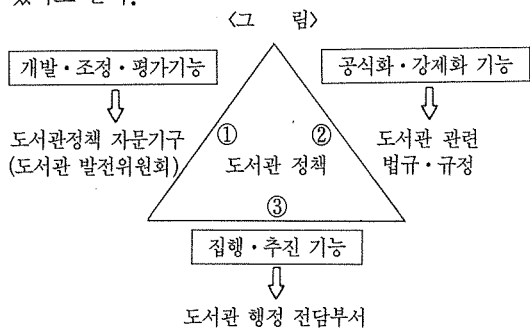 〈그 림〉
개발·조정·평가기능
공식화·강제화 기능
도서관정책 자문기구
(도서관 발전위원회)
①
②
도서관 정책
도서관 관련
법규·규정
③
집행·추진 기능
도서관 행정 전담부서